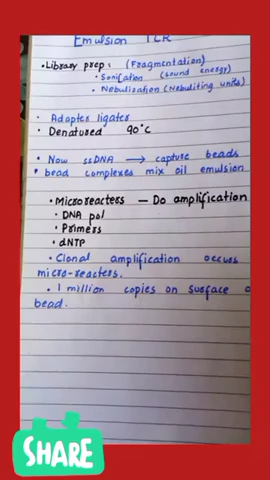 Emulsion PCR
• Library prep: (Fragmentation)
• Sonifation (sound energy)
• Nebulization (Nebuliting units)
• Adapter ligates
• Denatured 90°c
• Now ssDNA → capture beads
• bead complexes mix oil emulsion
• Microreacters — Do amplification
• DNA pol
• Primers
• dNTP
• Clonal amplification occurs
micro-reacters.
• 1 million copies on surface o
bead.
SHARE